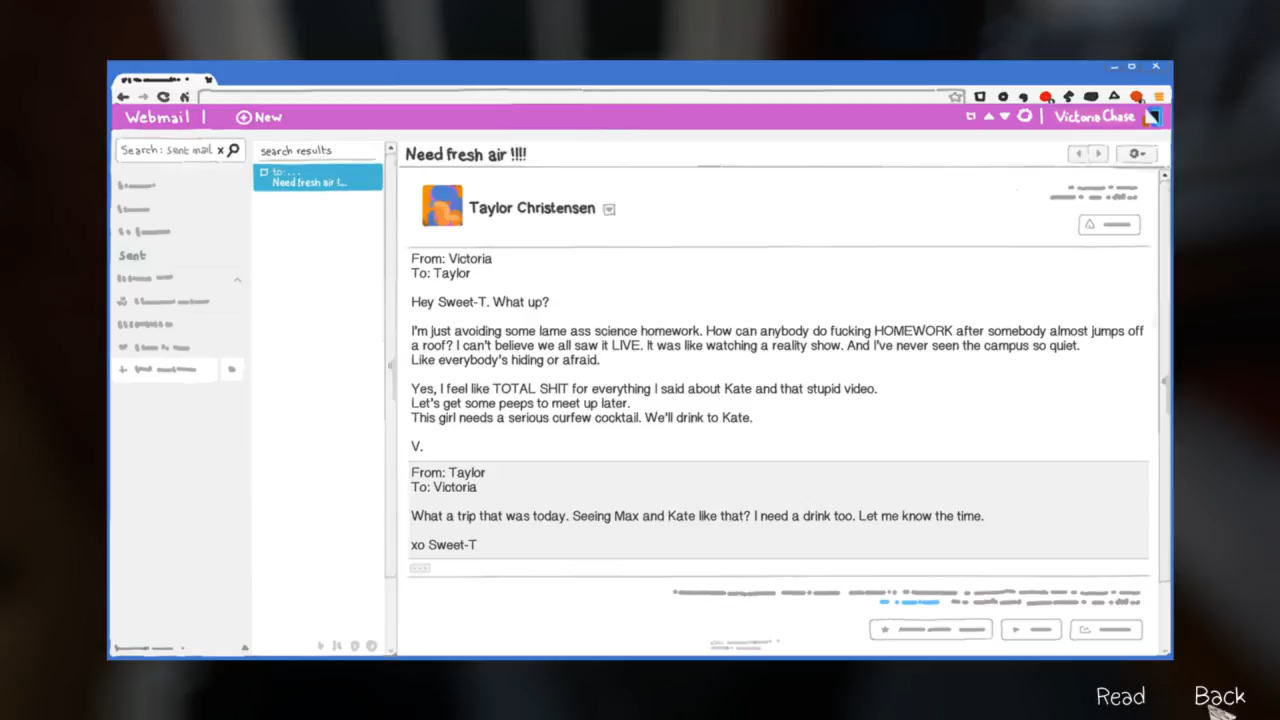 Webmail
New
Victoria Chase
Search: sent mail x
search results
Need fresh air !!!!
to:...
Need fresh air !...
Taylor Christensen
Sent
From: Victoria
To: Taylor
Hey Sweet-T. What up?
I'm just avoiding some lame ass science homework. How can anybody do fucking HOMEWORK after somebody almost jumps off
a roof? I can't believe we all saw it LIVE. It was like watching a reality show. And I've never seen the campus so quiet.
Like everybody's hiding or afraid.
Yes, I feel like TOTAL SHIT for everything I said about Kate and that stupid video.
Let's get some peeps to meet up later.
This girl needs a serious curfew cocktail. We'll drink to Kate.
V.
From: Taylor
To: Victoria
What a trip that was today. Seeing Max and Kate like that? I need a drink too. Let me know the time.
xo Sweet-T
Read
Back